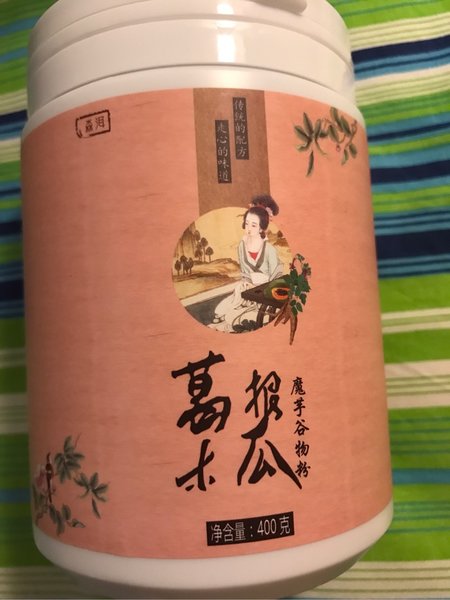 森洱
传统的配方
走心的味道
葛根
木瓜
魔芋谷物粉
净含量：400克